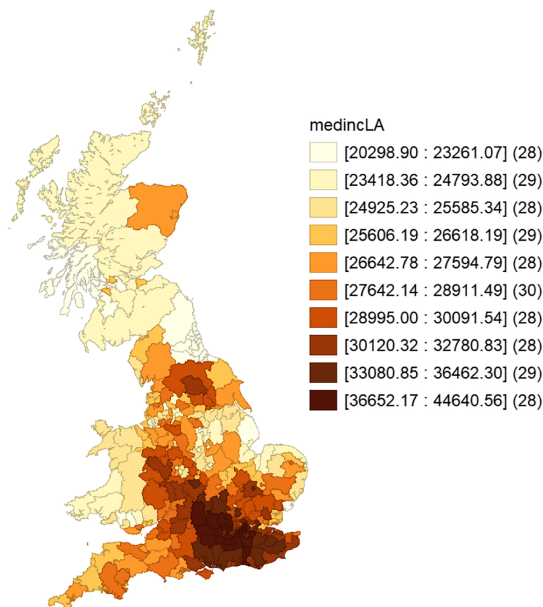 medincLA
[20298.90 : 23261.07] (28)
[23418.36 : 24793.88] (29)
[24925.23 : 25585.34] (28)
[25606.19 : 26618.19] (29)
[26642.78 : 27594.79] (28)
[27642.14 : 28911.49] (30)
[28995.00 : 30091.54] (28)
[30120.32 : 32780.83] (28)
[33080.85 : 36462.30] (29)
[36652.17 : 44640.56] (28)